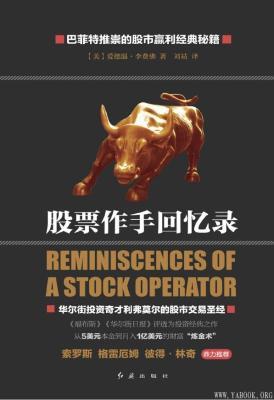 巴菲特推崇的股市赢利经典秘籍
【美】爱德温·李费佛 著 刘祜 译
股票作手回忆录
REMINISCENCES OF
A STOCK OPERATOR
华尔街投资奇才利弗莫尔的股市交易圣经
《福布斯》《华尔街日报》评选为投资经典之作
从5美元本金到月入1亿美元的财富“炼金术”
索罗斯 格雷厄姆 彼得·林奇 鼎力推荐
红旗出版社
WWW.YABOOK.ORG